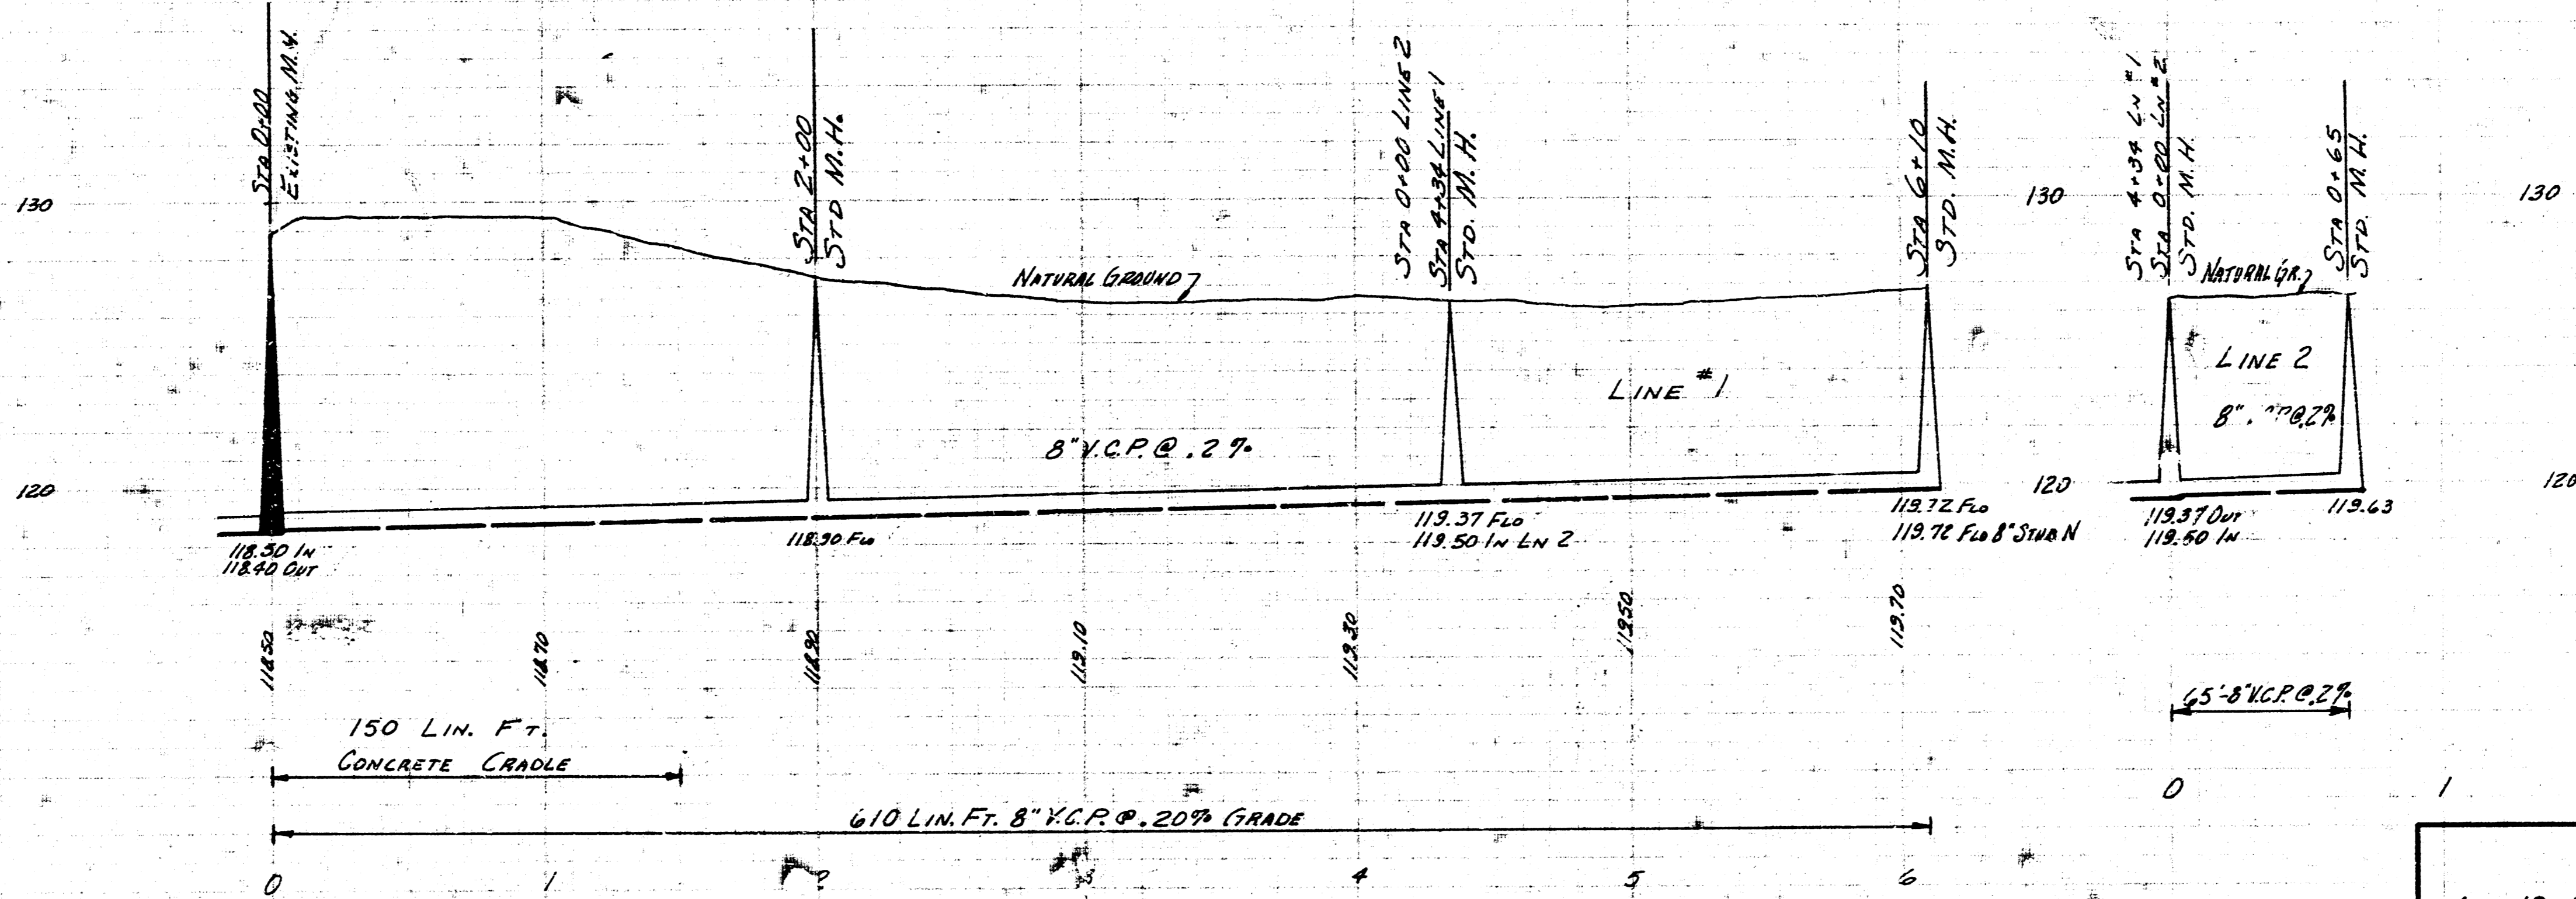 STA 0+00
EXISTING M.H.
STA 2+00
STD M.H.
STA 0+00 LINE 2
STA 4+34 LINE 1
STD. M.H.
STA 6+10
STD. M.H.
STA 4+34 LN #1
STA 0+00 LN #2
STD. M.H.
STA 0+65
STD. M.H.
130
130
130
NATURAL GROUND
NATURAL GR.
LINE #1
LINE 2
8" V.C.P. @ .2%
8" @.2%
120
120
120
118.50 IN
118.40 OUT
118.90 FLO
119.37 FLO
119.50 IN LN 2
119.72 FLO
119.72 FLO 8" STUB N
119.37 OUT
119.50 IN
119.63
118.50
118.70
118.90
119.10
119.30
119.50
119.70
65'-8" V.C.P. @.2%
150 LIN. FT.
CONCRETE CRADLE
610 LIN. FT. 8" V.C.P. @ .20% GRADE
0 1
0 1 2 3 4 5 6